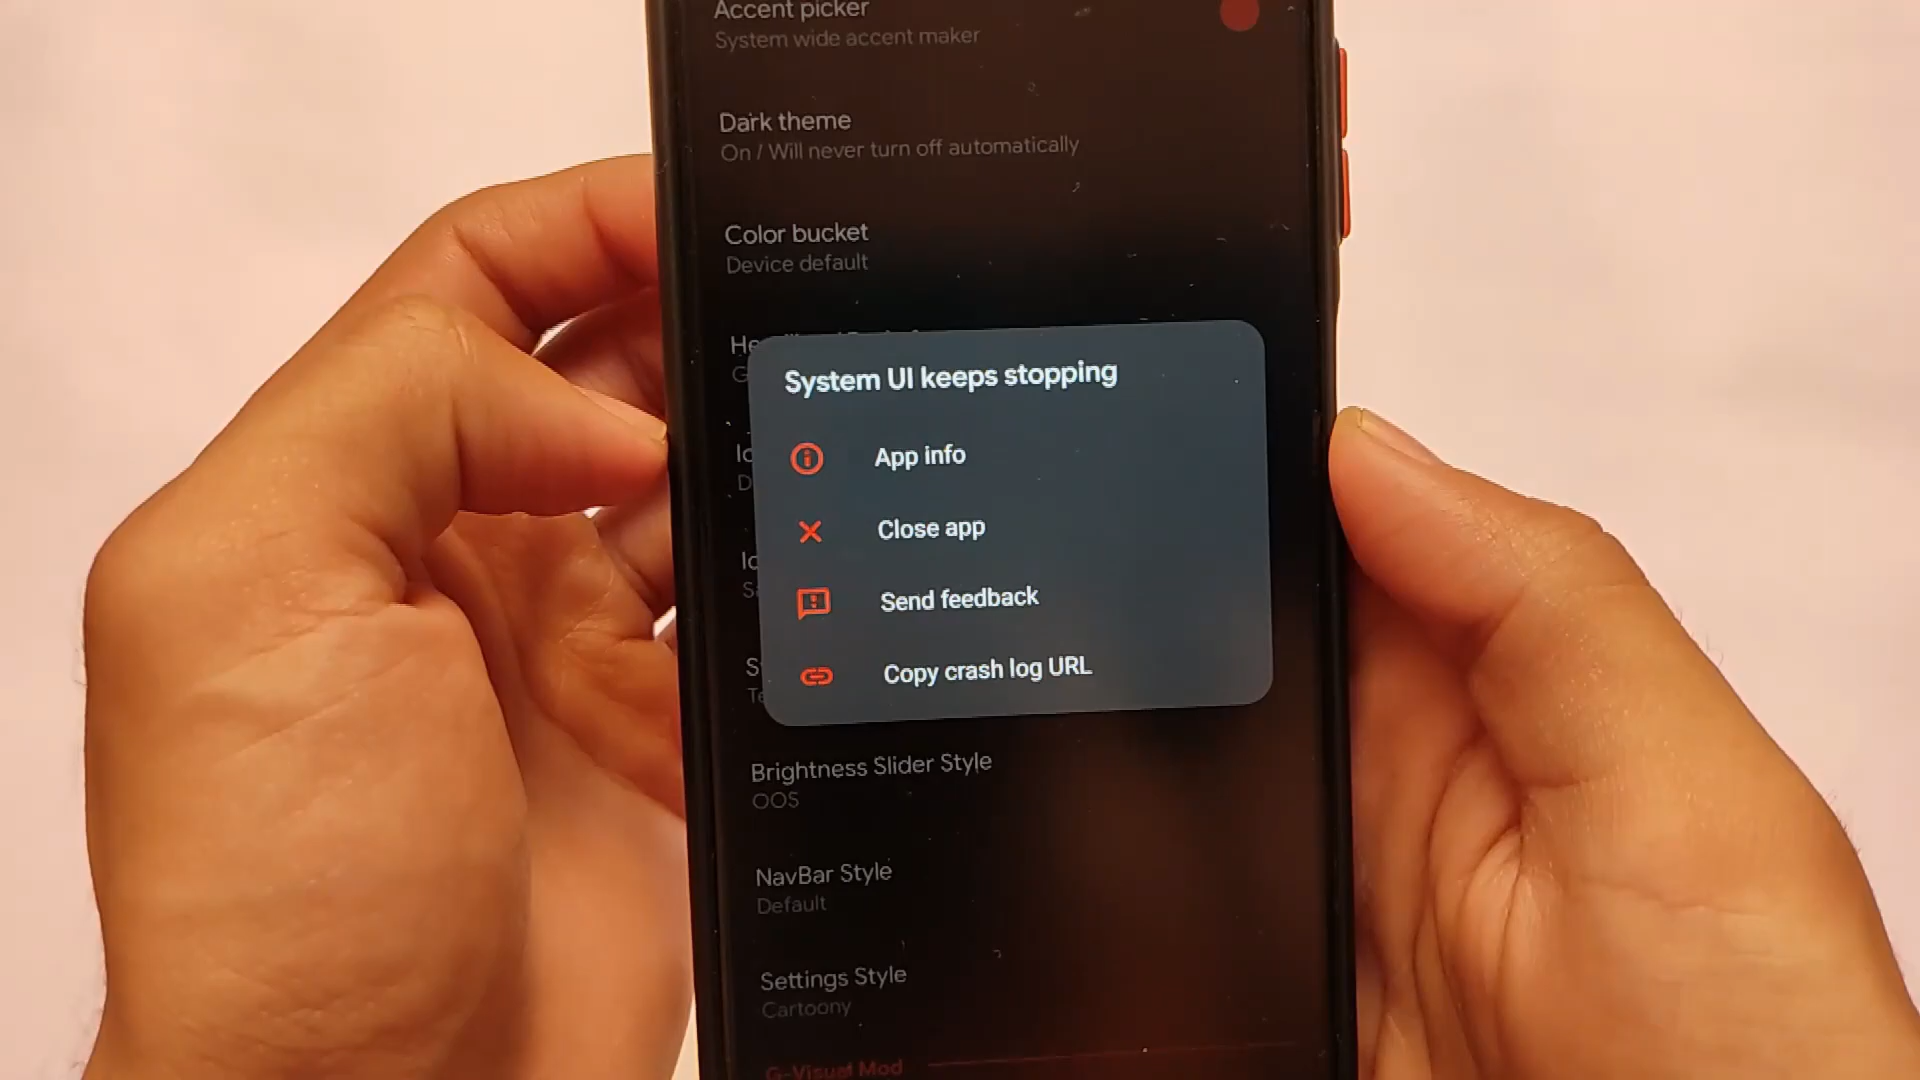 Accent picker
System wide accent maker
Dark theme
On / Will never turn off automatically
Color bucket
Device default
System UI keeps stopping
App info
Close app
Send feedback
Copy crash log URL
Brightness Slider Style
OOS
NavBar Style
Default
Settings Style
Cartoony
G-Visual Mod